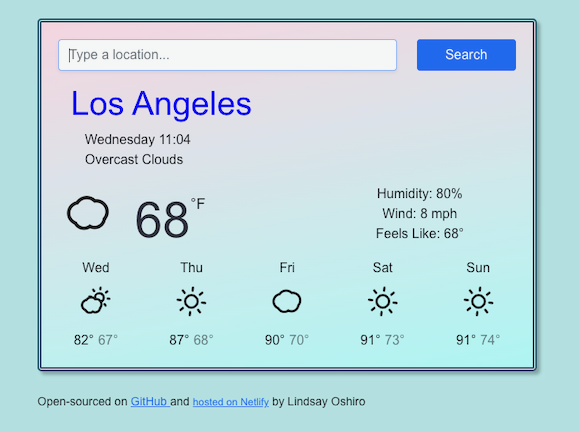 Type a location...
Search
Los Angeles
Wednesday 11:04
Overcast Clouds
68°F
Humidity: 80%
Wind: 8 mph
Feels Like: 68°
Wed Thu Fri Sat Sun
82° 67° 87° 68° 90° 70° 91° 73° 91° 74°
Open-sourced on GitHub and hosted on Netlify by Lindsay Oshiro